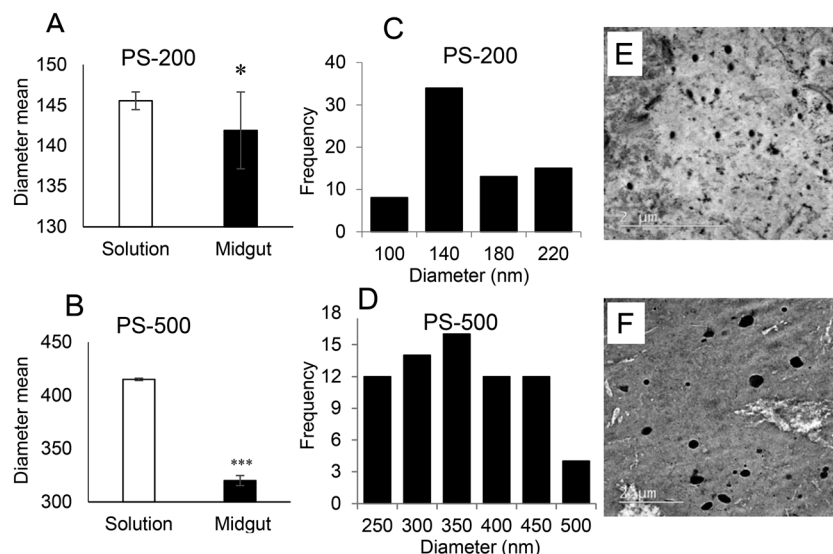 A
PS-200
Diameter mean
150
145
140
135
130
*
Solution
Midgut
C
PS-200
Frequency
40
30
20
10
0
100
140
180
220
Diameter (nm)
E
2 µm
B
PS-500
Diameter mean
450
400
350
300
***
Solution
Midgut
D
PS-500
Frequency
18
15
12
9
6
3
0
250
300
350
400
450
500
Diameter (nm)
F
2 µm